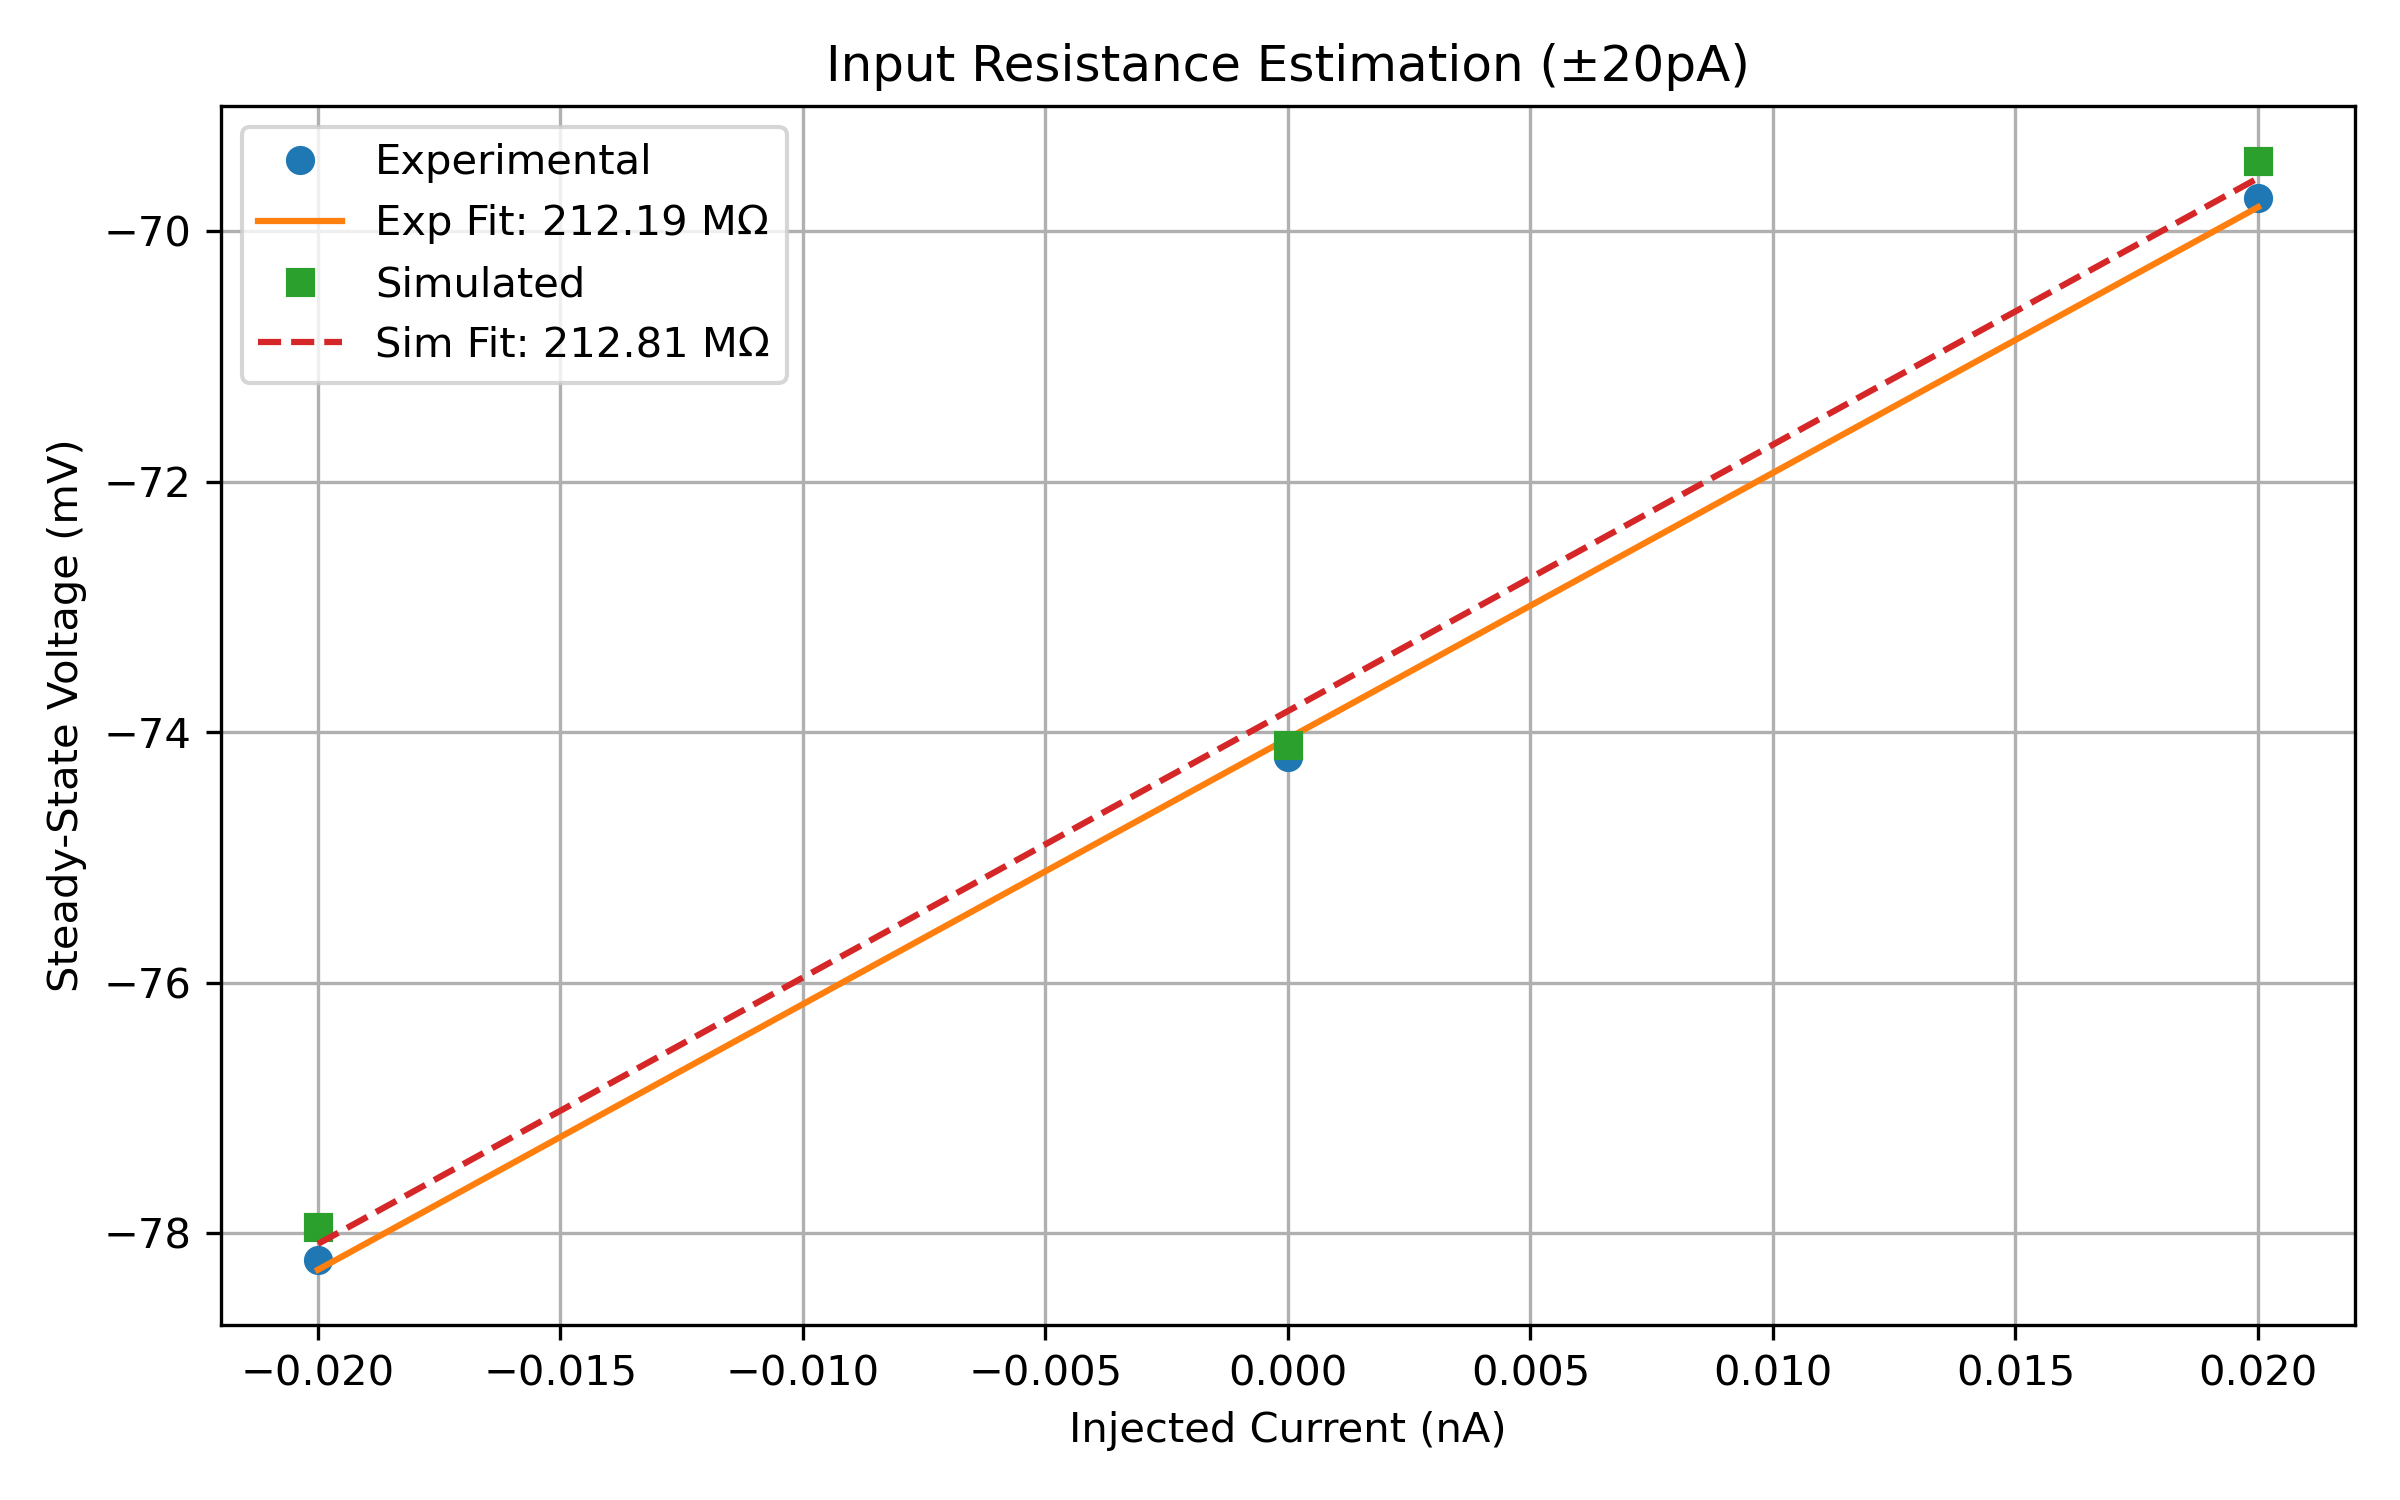 Input Resistance Estimation (±20pA)
Experimental
Exp Fit: 212.19 MΩ
Simulated
Sim Fit: 212.81 MΩ
Steady-State Voltage (mV)
−70
−72
−74
−76
−78
−0.020 −0.015 −0.010 −0.005 0.000 0.005 0.010 0.015 0.020
Injected Current (nA)